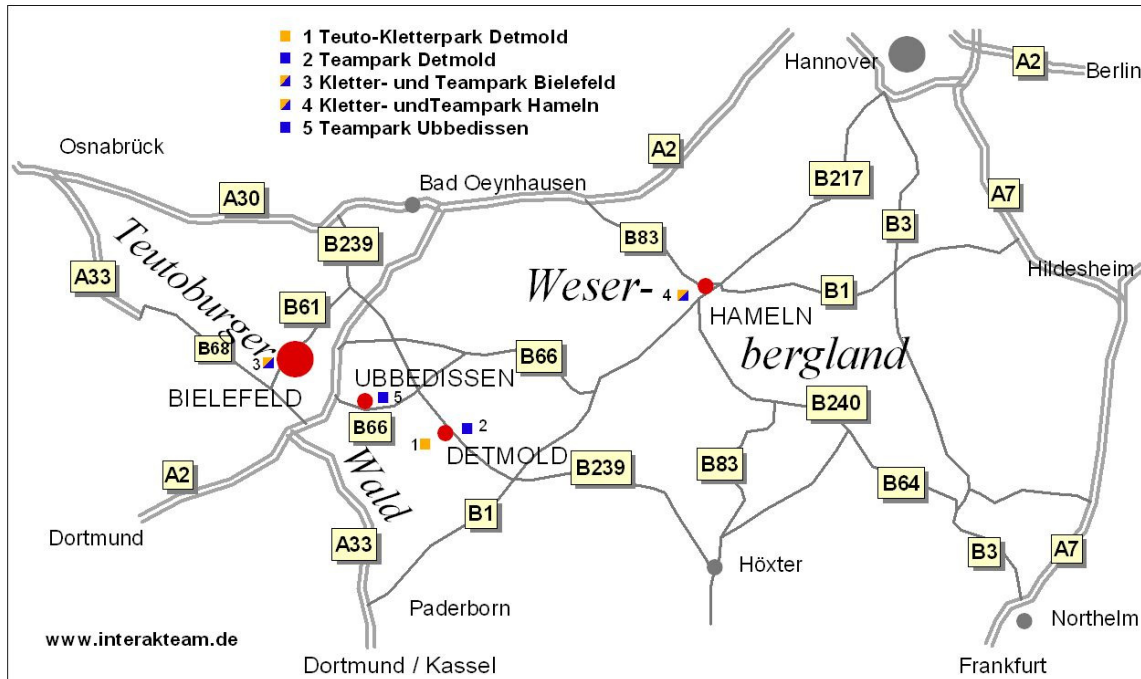 1 Teuto-Kletterpark Detmold
2 Teampark Detmold
3 Kletter- und Teampark Bielefeld
4 Kletter- undTeampark Hameln
5 Teampark Ubbedissen
Hannover
A2
Berlin
Osnabrück
A2
Bad Oeynhausen
A30
B217
A7
B3
B239
B83
Teutoburger
A33
Hildesheim
Weser-
4
B1
B61
HAMELN
B68
3
bergland
B66
UBBEDISSEN
BIELEFELD
5
B240
B66
2
1
DETMOLD
Wald
A2
B239
B83
B64
B1
Dortmund
A33
B3
A7
Höxter
Paderborn
Northelm
www.interakteam.de
Dortmund / Kassel
Frankfurt